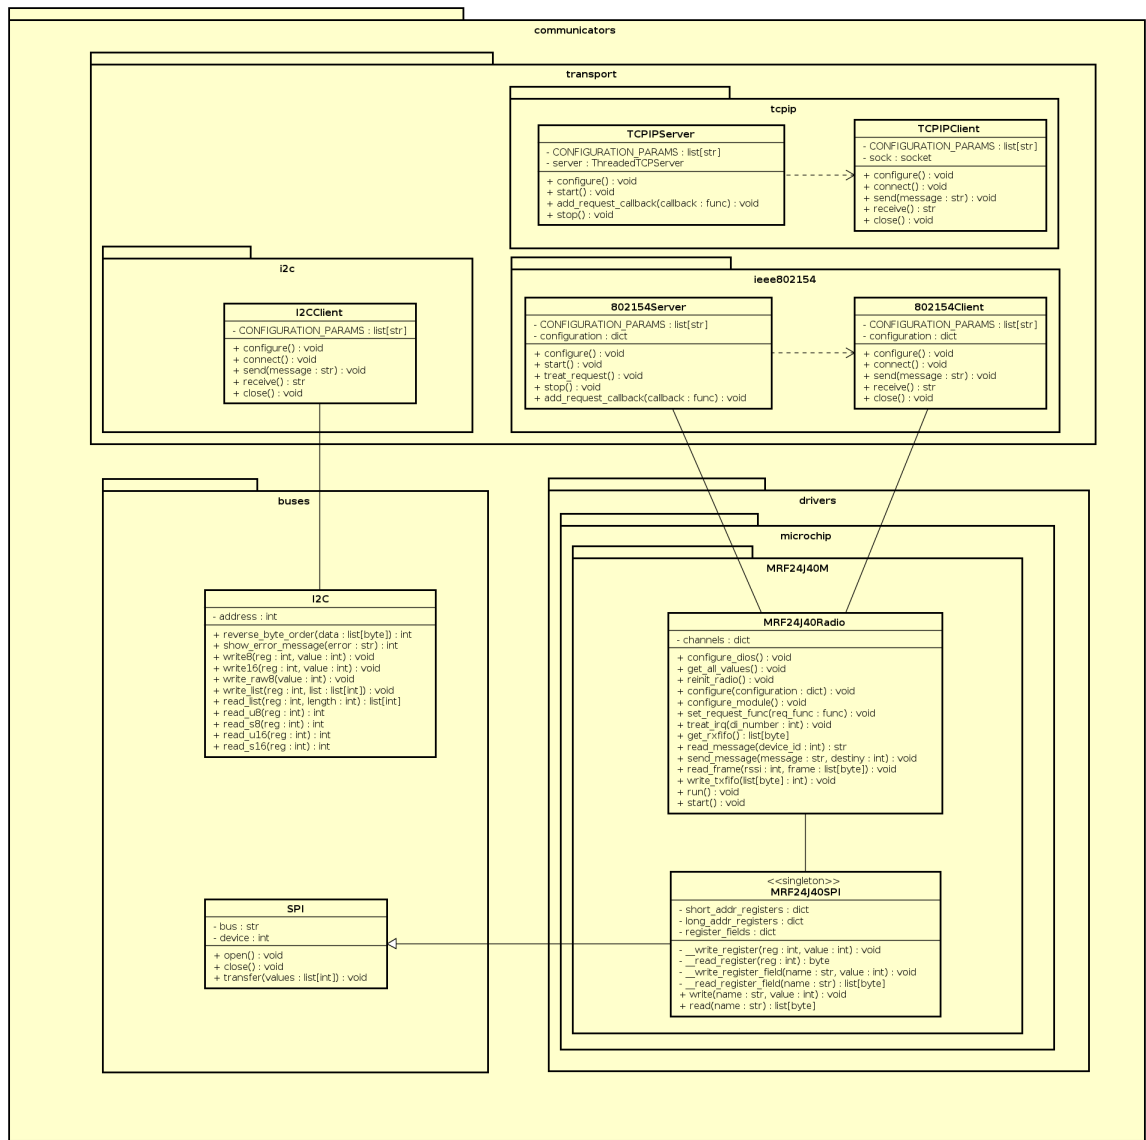 communicators
transport
tcpip
TCPIPServer
- CONFIGURATION_PARAMS : list[str]
- server : ThreadedTCPServer
+ configure() : void
+ start() : void
+ add_request_callback(callback : func) : void
+ stop() : void
TCPIPClient
- CONFIGURATION_PARAMS : list[str]
- sock : socket
+ configure() : void
+ connect() : void
+ send(message : str) : void
+ receive() : str
+ close() : void
i2c
I2CClient
- CONFIGURATION_PARAMS : list[str]
+ configure() : void
+ connect() : void
+ send(message : str) : void
+ receive() : str
+ close() : void
ieee802154
802154Server
- CONFIGURATION_PARAMS : list[str]
- configuration : dict
+ configure() : void
+ start() : void
+ treat_request() : void
+ stop() : void
+ add_request_callback(callback : func) : void
802154Client
- CONFIGURATION_PARAMS : list[str]
- configuration : dict
+ configure() : void
+ connect() : void
+ send(message : str) : void
+ receive() : str
+ close() : void
buses
I2C
- address : int
+ reverse_byte_order(data : list[byte]) : int
+ show_error_message(error : str) : int
+ write8(reg : int, value : int) : void
+ write16(reg : int, value : int) : void
+ write_raw8(value : int) : void
+ write_list(reg : int, list : list[int]) : void
+ read_list(reg : int, length : int) : list[int]
+ read_u8(reg : int) : int
+ read_s8(reg : int) : int
+ read_u16(reg : int) : int
+ read_s16(reg : int) : int
SPI
- bus : str
- device : int
+ open() : void
+ close() : void
+ transfer(values : list[int]) : void
drivers
microchip
MRF24J40M
MRF24J40Radio
- channels : dict
+ configure_dios() : void
+ get_all_values() : void
+ reinit_radio() : void
+ configure(configuration : dict) : void
+ configure_module() : void
+ set_request_func(req_func : func) : void
+ treat_irq(di_number : int) : void
+ get_rxfifo() : list[byte]
+ read_message(device_id : int) : str
+ send_message(message : str, destiny : int) : void
+ read_frame(rssi : int, frame : list[byte]) : void
+ write_txfifo(list[byte] : int) : void
+ run() : void
+ start() : void
<<singleton>>
MRF24J40SPI
- short_addr_registers : dict
- long_addr_registers : dict
- register_fields : dict
- __write_register(reg : int, value : int) : void
- __read_register(reg : int) : byte
- __write_register_field(name : str, value : int) : void
- __read_register_field(name : str) : list[byte]
+ write(name : str, value : int) : void
+ read(name : str) : list[byte]